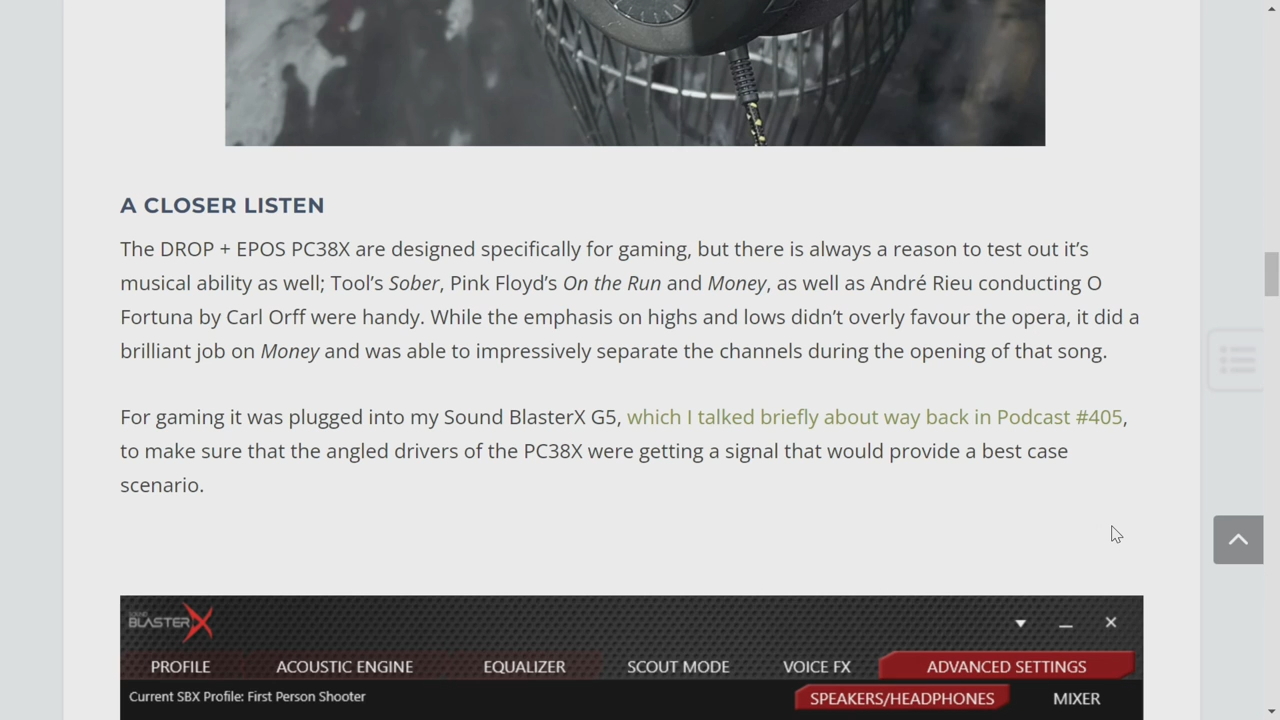 A CLOSER LISTEN
The DROP + EPOS PC38X are designed specifically for gaming, but there is always a reason to test out it’s
musical ability as well; Tool’s Sober, Pink Floyd’s On the Run and Money, as well as André Rieu conducting O
Fortuna by Carl Orff were handy. While the emphasis on highs and lows didn’t overly favour the opera, it did a
brilliant job on Money and was able to impressively separate the channels during the opening of that song.
For gaming it was plugged into my Sound BlasterX G5, which I talked briefly about way back in Podcast #405,
to make sure that the angled drivers of the PC38X were getting a signal that would provide a best case
scenario.
SOUND
BLASTERX
PROFILE ACOUSTIC ENGINE EQUALIZER SCOUT MODE VOICE FX ADVANCED SETTINGS
Current SBX Profile: First Person Shooter SPEAKERS/HEADPHONES MIXER